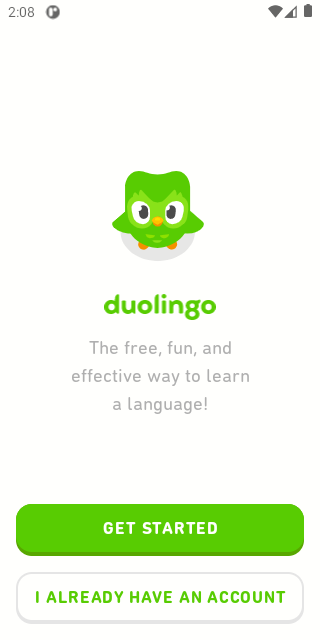 2:08
duolingo
The free, fun, and
effective way to learn
a language!
GET STARTED
I ALREADY HAVE AN ACCOUNT